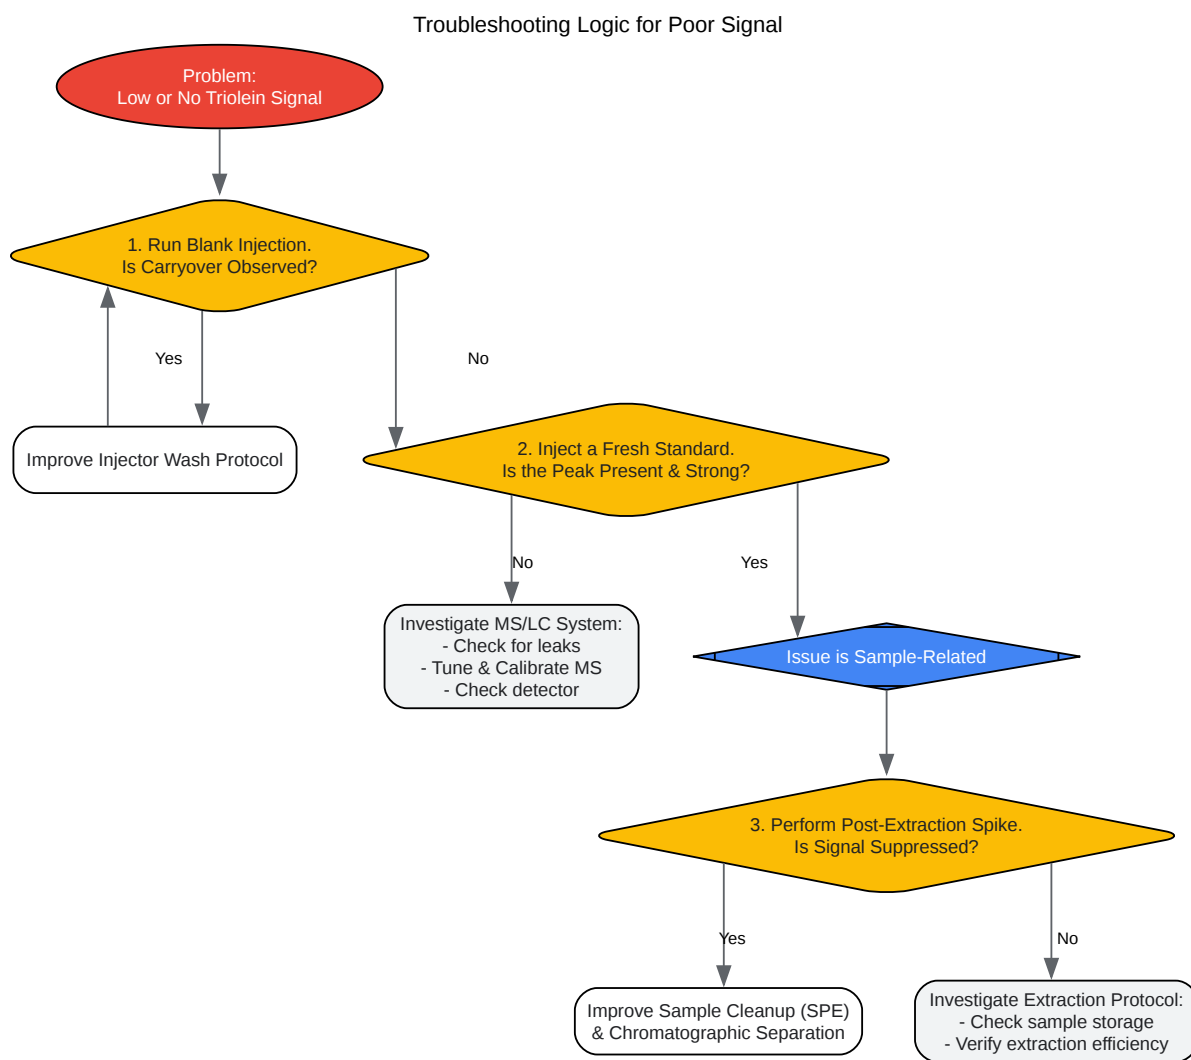 Troubleshooting Logic for Poor Signal
Problem:
Low or No Triolein Signal
1. Run Blank Injection.
Is Carryover Observed?
Yes
No
Improve Injector Wash Protocol
2. Inject a Fresh Standard.
Is the Peak Present & Strong?
No
Yes
Investigate MS/LC System:
- Check for leaks
- Tune & Calibrate MS
- Check detector
Issue is Sample-Related
3. Perform Post-Extraction Spike.
Is Signal Suppressed?
Yes
No
Improve Sample Cleanup (SPE)
& Chromatographic Separation
Investigate Extraction Protocol:
- Check sample storage
- Verify extraction efficiency